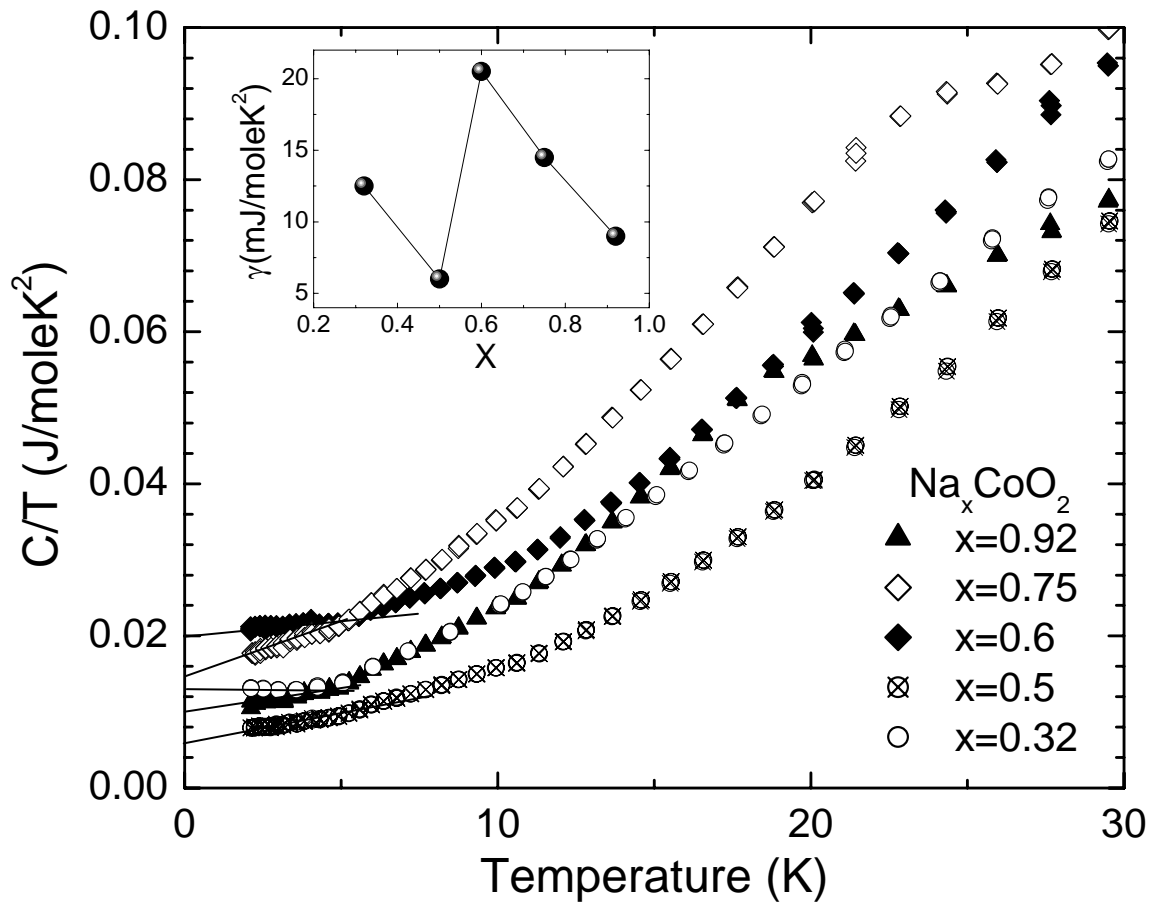 C/T (J/moleK²)
0.10
0.08
0.06
0.04
0.02
0.00
0
10
20
30
Temperature (K)
γ(mJ/moleK²)
20
15
10
5
0.2
0.4
0.6
0.8
1.0
X
NaₓCoO₂
x=0.92
x=0.75
x=0.6
x=0.5
x=0.32